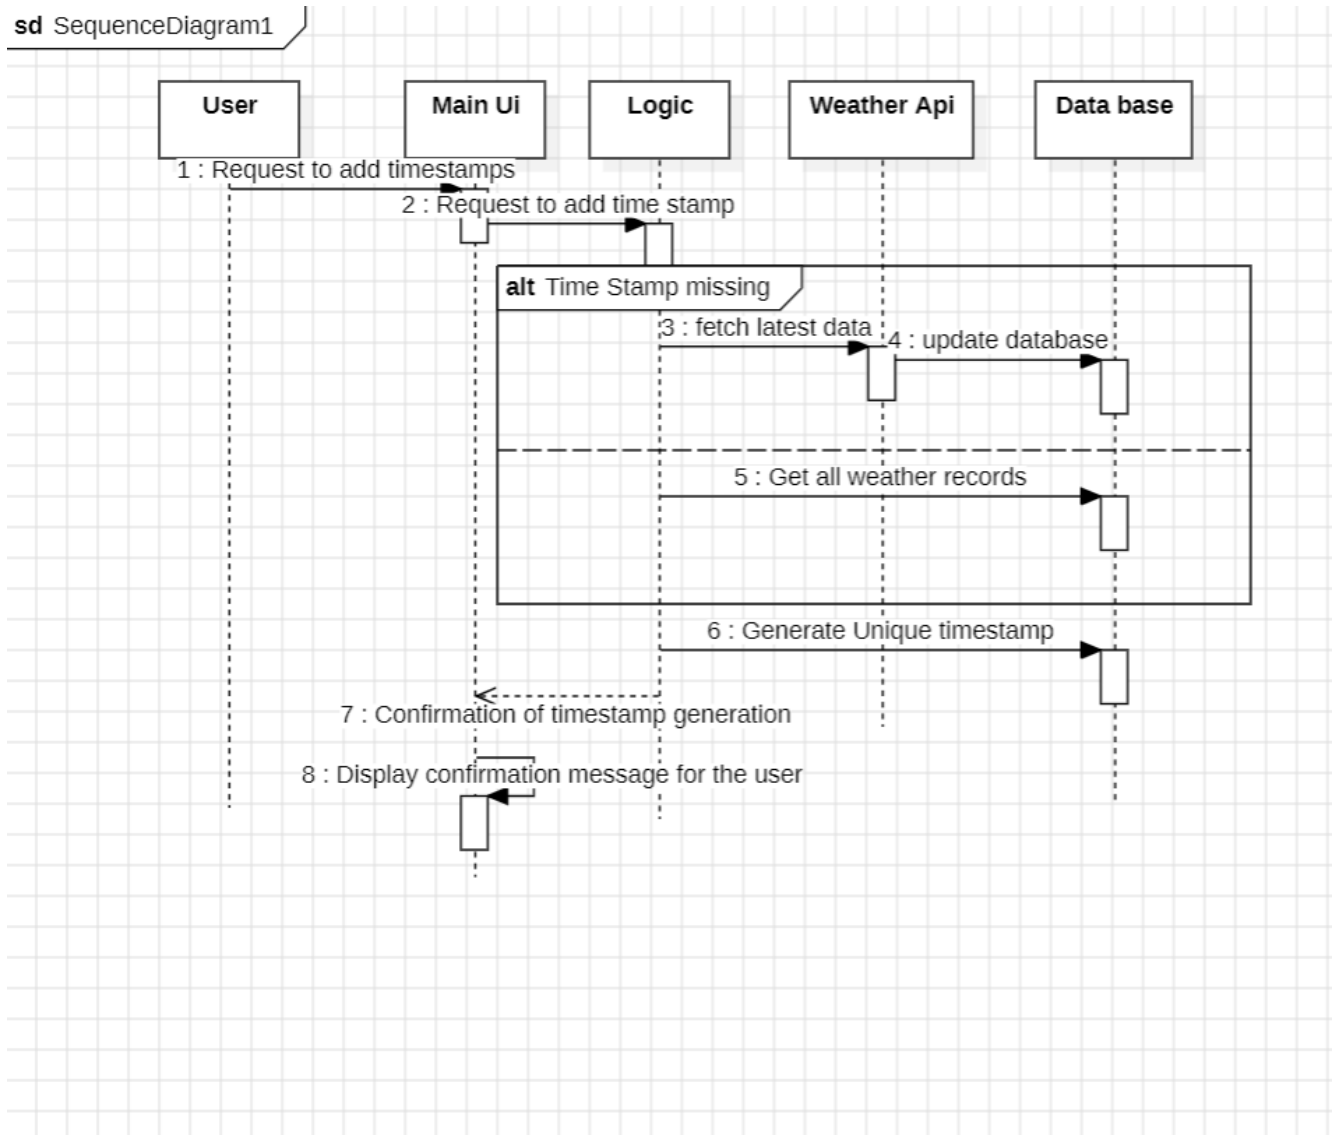 sd SequenceDiagram1
User
Main Ui
Logic
Weather Api
Data base
1 : Request to add timestamps
2 : Request to add time stamp
alt Time Stamp missing
3 : fetch latest data
4 : update database
5 : Get all weather records
6 : Generate Unique timestamp
7 : Confirmation of timestamp generation
8 : Display confirmation message for the user